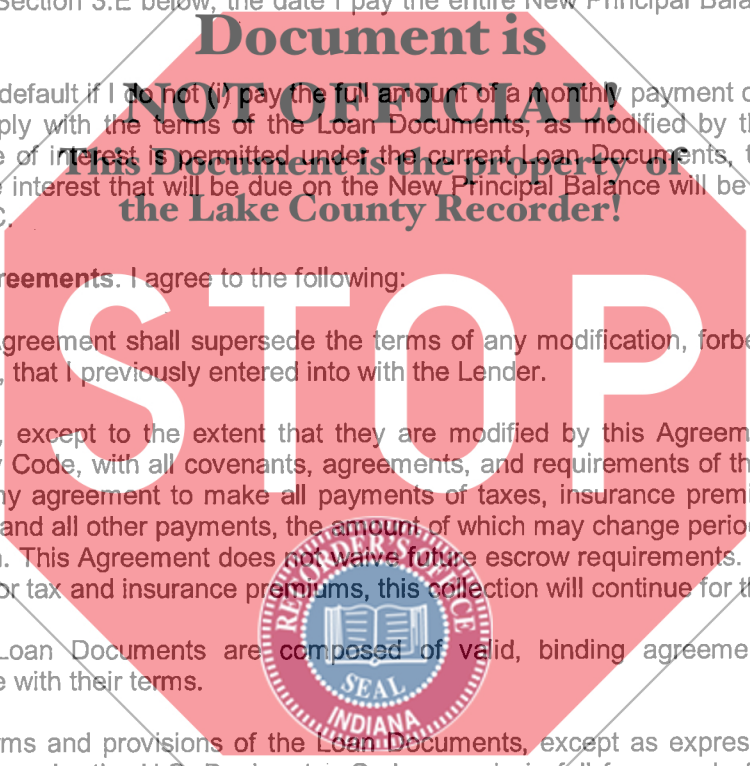 Section 3.E below, the date I pay the entire New Principal Bala
Document is
default if I do not (i) pay the full amount of a monthly payment
NOT OFFICIAL!
ply with the terms of the Loan Documents, as modified by th
e of interest is permitted under the current Loan Documents, t
This Document is the property of
interest that will be due on the New Principal Balance will be
the Lake County Recorder!
C.
reements. I agree to the following:
STOP
Agreement shall supersede the terms of any modification, forbe
, that I previously entered into with the Lender.
, except to the extent that they are modified by this Agreem
Code, with all covenants, agreements, and requirements of th
ny agreement to make all payments of taxes, insurance premi
and all other payments, the amount of which may change perio
n. This Agreement does not waive future escrow requirements.
or tax and insurance premiums, this collection will continue for t
RECORDER'S OFFICE
Loan Documents are composed of valid, binding agreeme
e with their terms.
SEAL
INDIANA
rms and provisions of the Loan Documents, except as expres